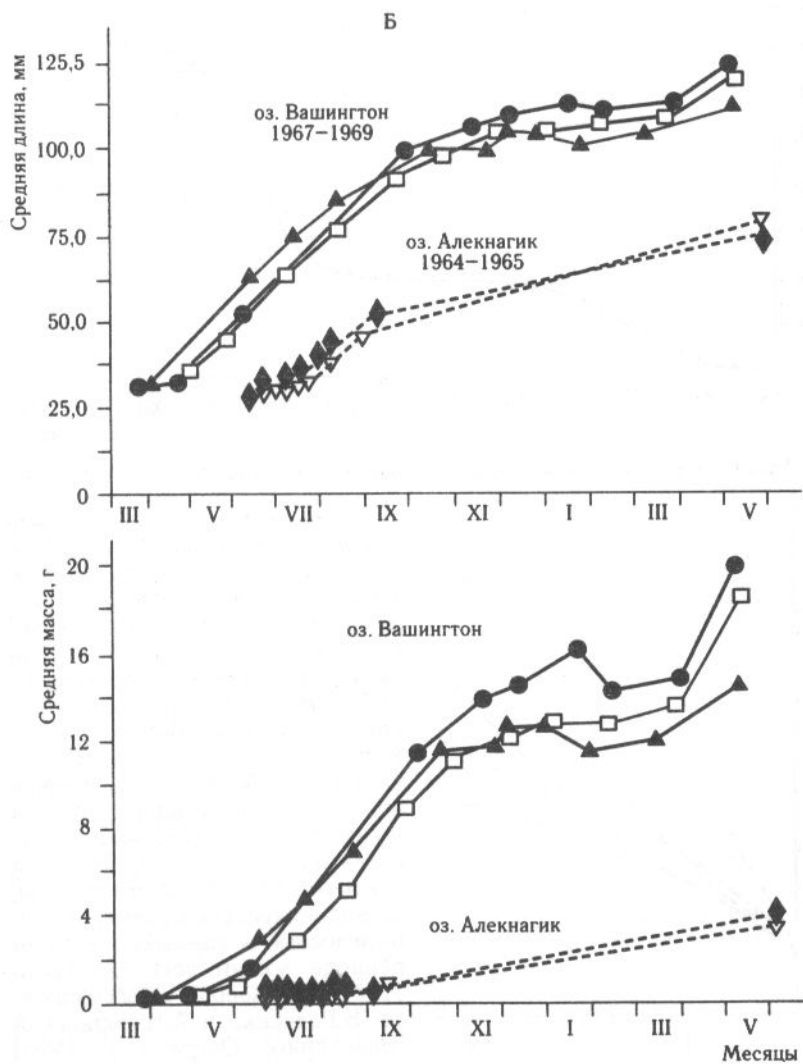 Б
Средняя длина, мм
125,5
100,0
75,0
50,0
25,0
0
оз. Вашингтон
1967−1969
оз. Алекнагик
1964−1965
III V VII IX XI I III V
Средняя масса, г
20
16
12
8
4
0
оз. Вашингтон
оз. Алекнагик
III V VII IX XI I III V
Месяцы